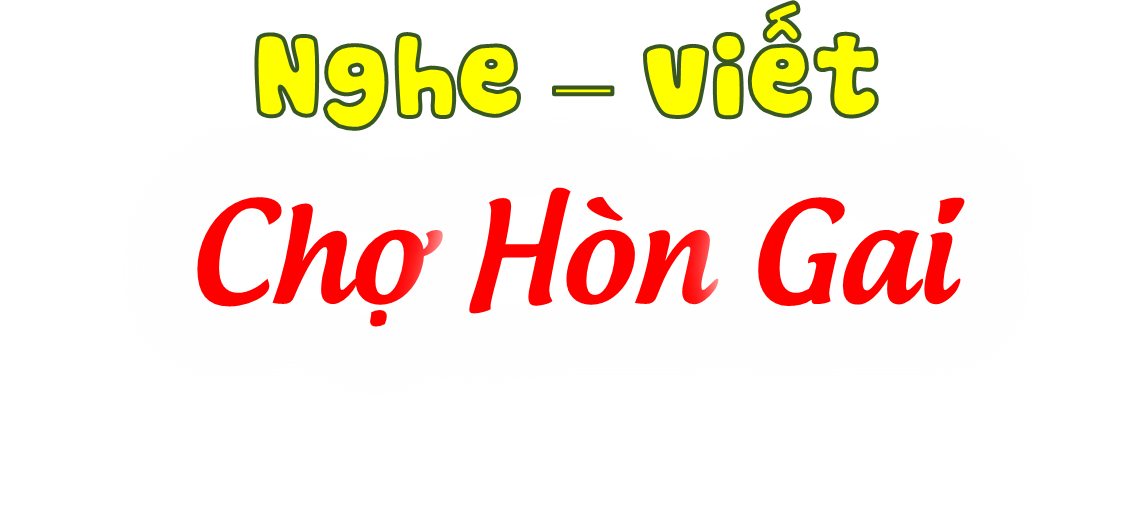 Nghe – viết
Chợ Hòn Gai